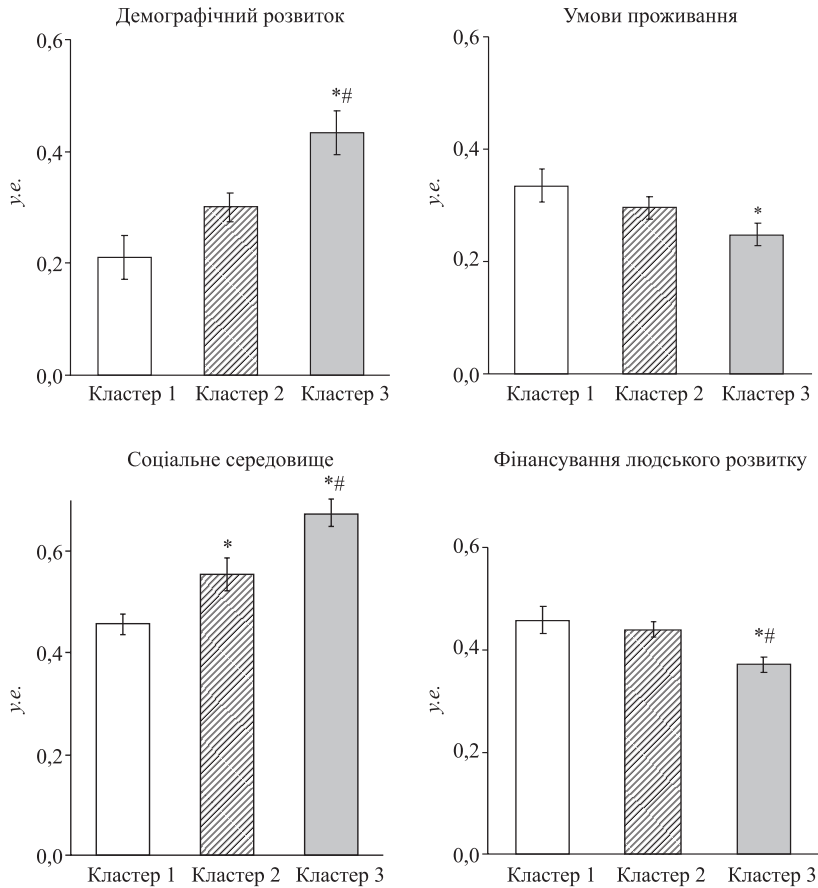 Демографічний розвиток
0,6
0,4
0,2
0,0
у.е.
*#
Кластер 1 Кластер 2 Кластер 3
Умови проживання
0,6
0,4
0,2
0,0
у.е.
*
Кластер 1 Кластер 2 Кластер 3
Соціальне середовище
0,6
0,4
0,2
0,0
у.е.
*
*#
Кластер 1 Кластер 2 Кластер 3
Фінансування людського розвитку
0,6
0,4
0,2
0,0
у.е.
*#
Кластер 1 Кластер 2 Кластер 3